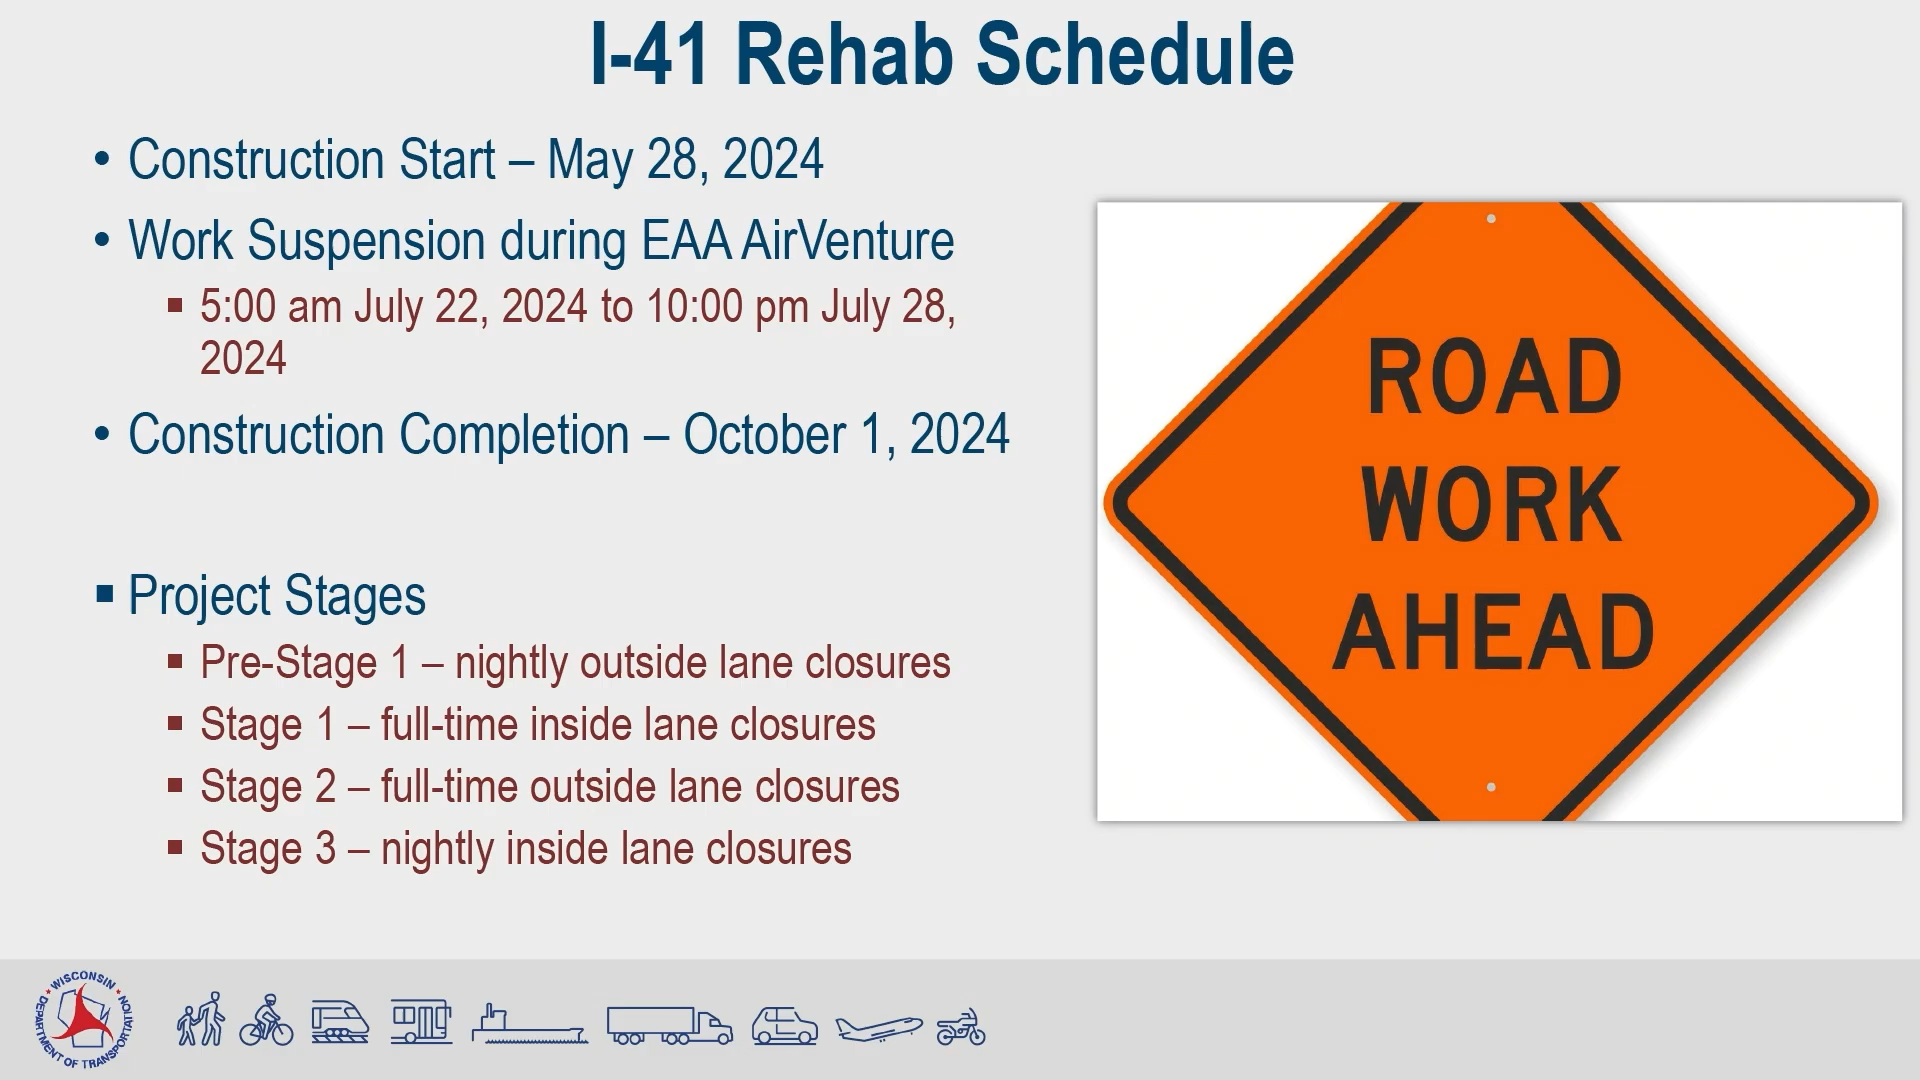 I-41 Rehab Schedule
• Construction Start – May 28, 2024
• Work Suspension during EAA AirVenture
▪ 5:00 am July 22, 2024 to 10:00 pm July 28,
2024
• Construction Completion – October 1, 2024
▪ Project Stages
▪ Pre-Stage 1 – nightly outside lane closures
▪ Stage 1 – full-time inside lane closures
▪ Stage 2 – full-time outside lane closures
▪ Stage 3 – nightly inside lane closures
ROAD
WORK
AHEAD
WISCONSIN
DEPARTMENT OF TRANSPORTATION